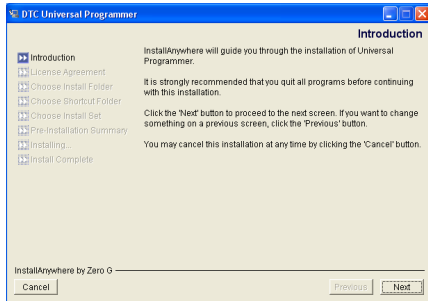 DTC Universal Programmer
Introduction
Introduction
License Agreement
Choose Install Folder
Choose Shortcut Folder
Choose Install Set
Pre-Installation Summary
Installing...
Install Complete
InstallAnywhere will guide you through the installation of Universal
Programmer.
It is strongly recommended that you quit all programs before continuing
with this installation.
Click the 'Next' button to proceed to the next screen. If you want to change
something on a previous screen, click the 'Previous' button.
You may cancel this installation at any time by clicking the 'Cancel' button.
InstallAnywhere by Zero G
Cancel
Previous
Next